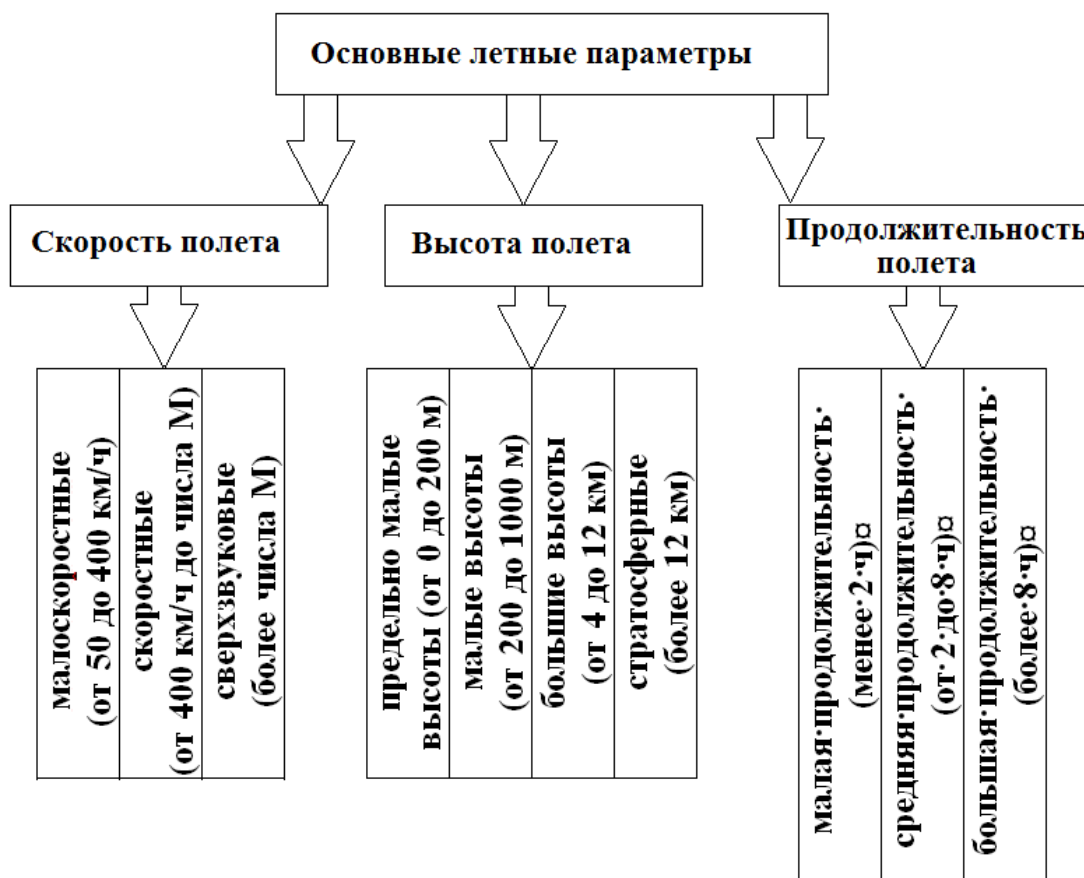 Основные летные параметры
Скорость полета
Высота полета
Продолжительность
полета
малоскоростные
(от 50 до 400 км/ч)
скоростные
(от 400 км/ч до числа М)
сверхзвуковые
(более числа М)
предельно малые
высоты (от 0 до 200 м)
малые высоты
(от 200 до 1000 м)
большие высоты
(от 4 до 12 км)
стратосферные
(более 12 км)
малая·продолжительность·
(менее·2·ч)¤
средняя·продолжительность·
(от·2·до·8·ч)¤
большая·продолжительность·
(более·8·ч)¤